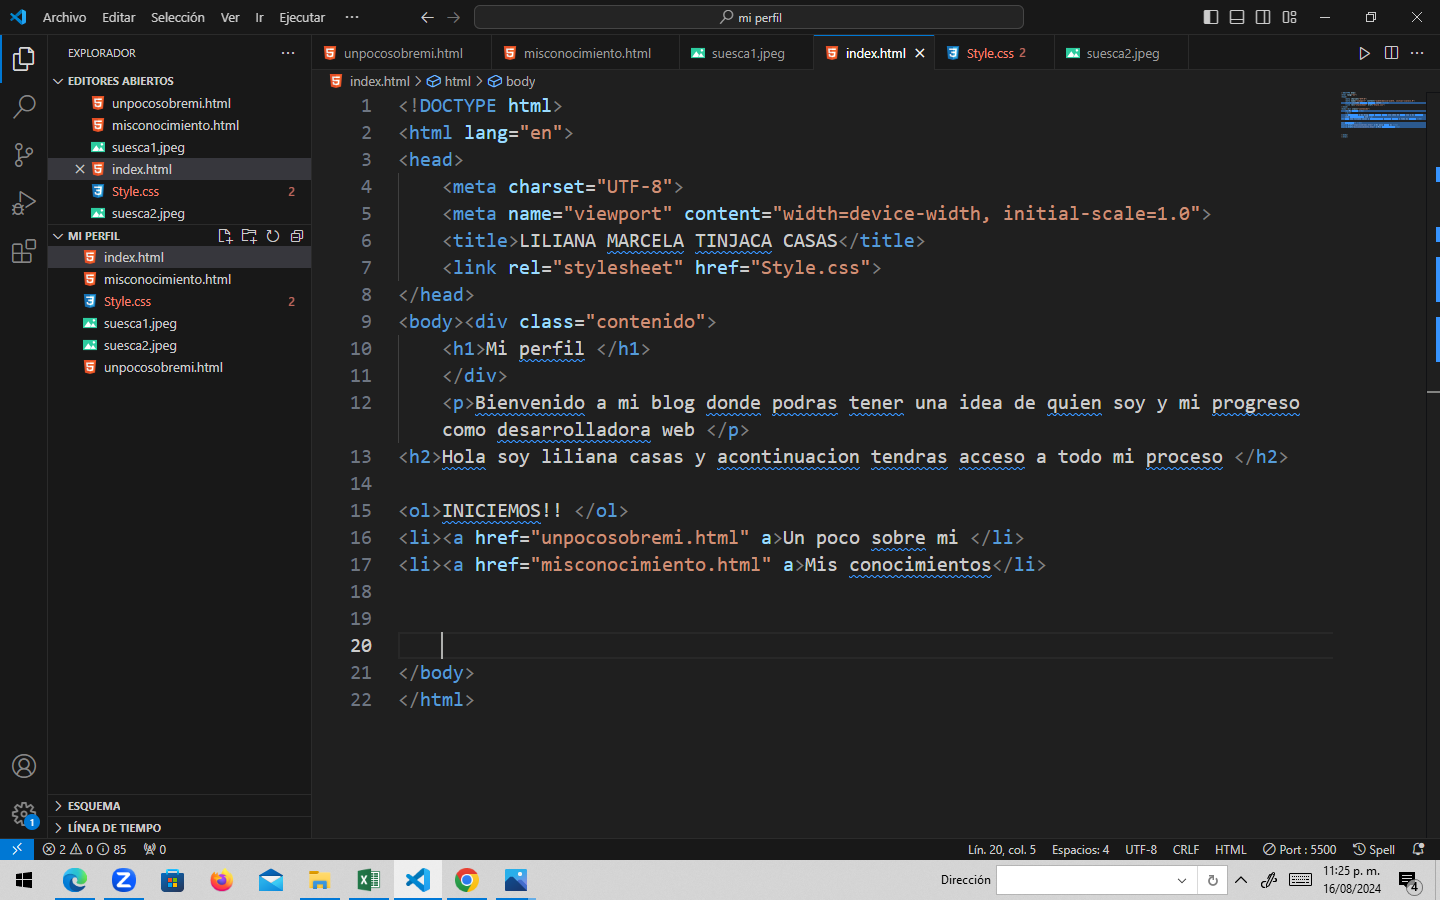 Archivo Editar Selección Ver Ir Ejecutar ··· mi perfil
EXPLORADOR ···
EDITORES ABIERTOS
unpocosobremi.html
misconocimiento.html
suesca1.jpeg
index.html
Style.css 2
suesca2.jpeg
MI PERFIL
index.html
misconocimiento.html
Style.css 2
suesca1.jpeg
suesca2.jpeg
unpocosobremi.html
ESQUEMA
LÍNEA DE TIEMPO
unpocosobremi.html misconocimiento.html suesca1.jpeg index.html Style.css 2 suesca2.jpeg ···
index.html > html > body
1 <!DOCTYPE html>
2 <html lang="en">
3 <head>
4 <meta charset="UTF-8">
5 <meta name="viewport" content="width=device-width, initial-scale=1.0">
6 <title>LILIANA MARCELA TINJACA CASAS</title>
7 <link rel="stylesheet" href="Style.css">
8 </head>
9 <body><div class="contenido">
10 <h1>Mi perfil </h1>
11 </div>
12 <p>Bienvenido a mi blog donde podras tener una idea de quien soy y mi progreso
como desarrolladora web </p>
13 <h2>Hola soy liliana casas y acontinuacion tendras acceso a todo mi proceso </h2>
14
15 <ol>INICIEMOS!! </ol>
16 <li><a href="unpocosobremi.html" a>Un poco sobre mi </li>
17 <li><a href="misconocimiento.html" a>Mis conocimientos</li>
18
19
20
21 </body>
22 </html>
1
2 0 85 0 Lín. 20, col. 5 Espacios: 4 UTF-8 CRLF HTML Port : 5500 Spell
Dirección 11:25 p. m.
16/08/2024 4